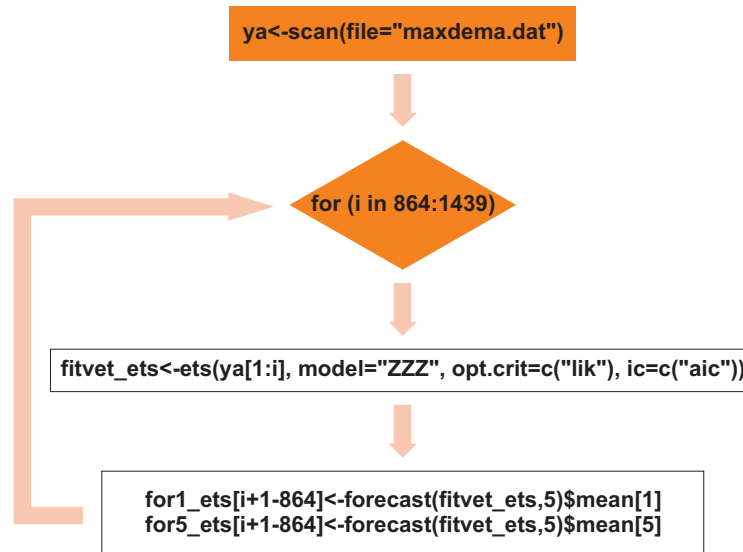 ya<-scan(file="maxdema.dat")
for (i in 864:1439)
fitvet_ets<-ets(ya[1:i], model="ZZZ", opt.crit=c("lik"), ic=c("aic"))
for1_ets[i+1-864]<-forecast(fitvet_ets,5)$mean[1]
for5_ets[i+1-864]<-forecast(fitvet_ets,5)$mean[5]